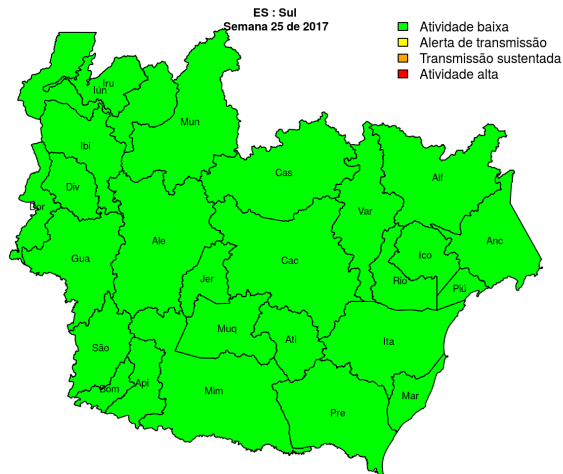 ES : Sul
Semana 25 de 2017
Atividade baixa
Alerta de transmissão
Transmissão sustentada
Atividade alta
Iru
Iún
Mun
Ibi
Cas
Alf
Div
Dor
Var
Ale
Anc
Gua
Cac
Ico
Jer
Rio
Piú
Muq
Ati
Ita
São
Api
Bom
Mim
Mar
Pre